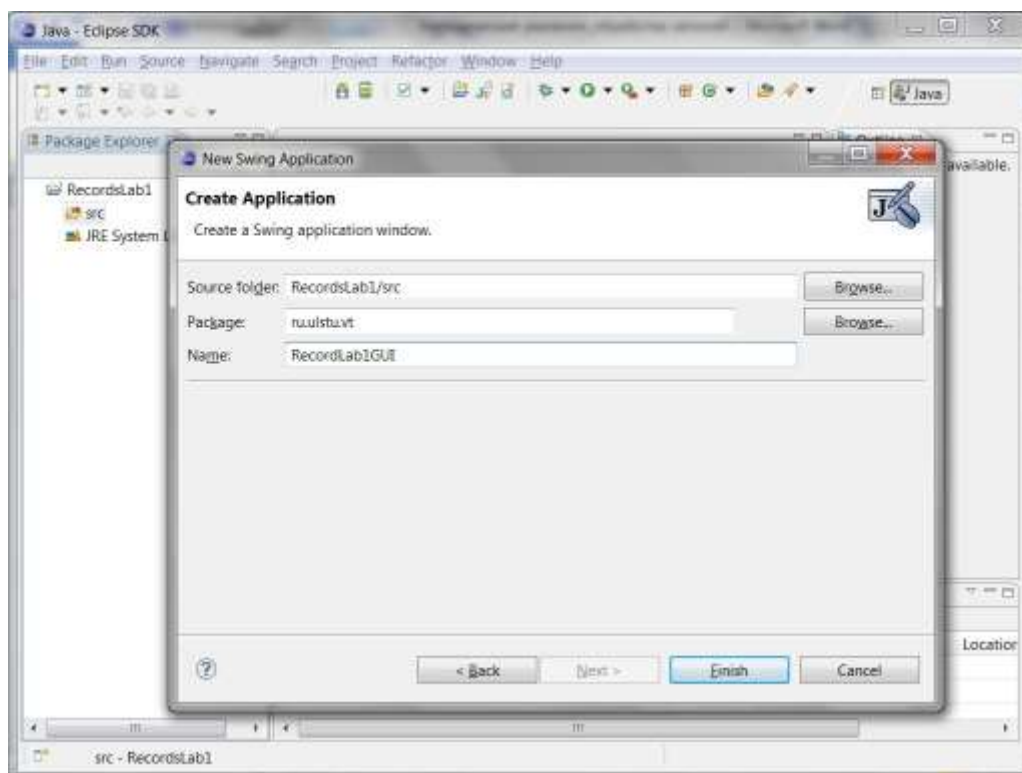 Java - Eclipse SDK
File Edit Run Source Navigate Search Project Refactor Window Help
Java
Package Explorer
available.
RecordsLab1
src
JRE System
New Swing Application
Create Application
Create a Swing application window.
Source folder: RecordsLab1/src Browse...
Package: ru.ulstu.vt Browse...
Name: RecordLab1GUI
Location
< Back Next > Finish Cancel
src - RecordsLab1